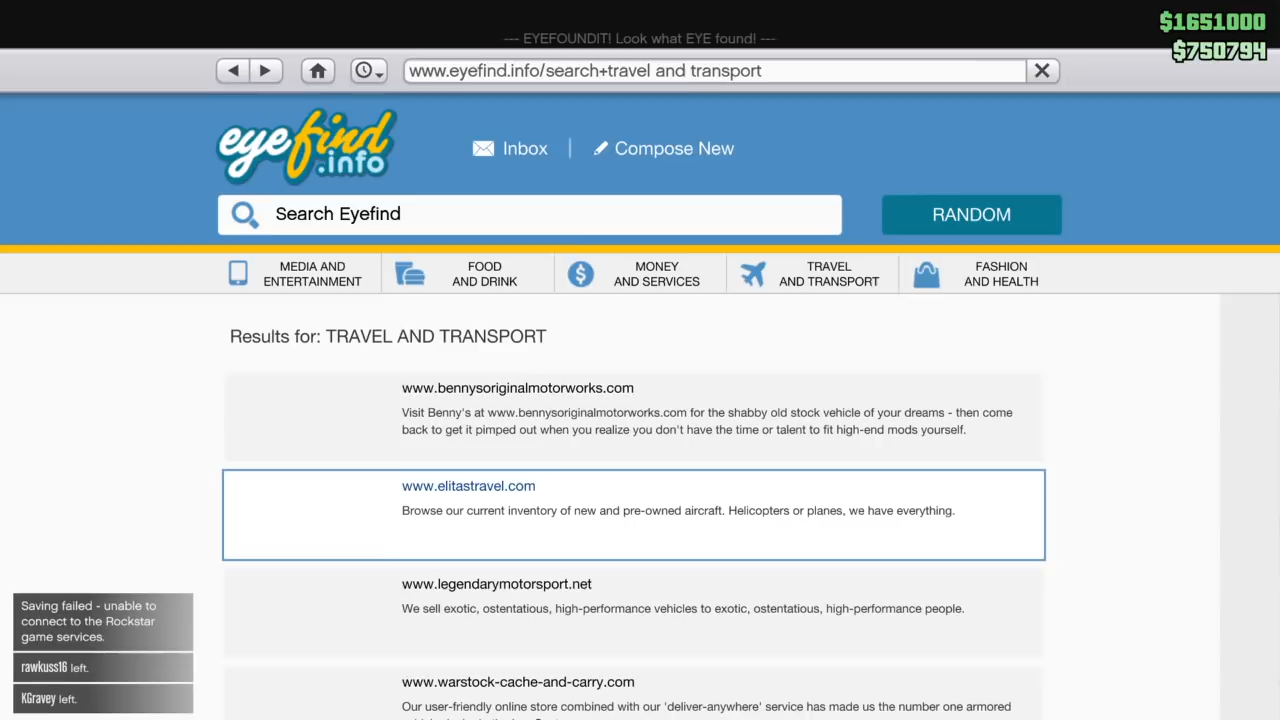 $1651000
--- EYEFOUNDIT! Look what EYE found! ---
$750794
www.eyefind.info/search+travel and transport
eyefind
.info
Inbox
Compose New
Search Eyefind
RANDOM
MEDIA AND
ENTERTAINMENT
FOOD
AND DRINK
MONEY
AND SERVICES
TRAVEL
AND TRANSPORT
FASHION
AND HEALTH
Results for: TRAVEL AND TRANSPORT
www.bennysoriginalmotorworks.com
Visit Benny's at www.bennysoriginalmotorworks.com for the shabby old stock vehicle of your dreams - then come
back to get it pimped out when you realize you don't have the time or talent to fit high-end mods yourself.
www.elitastravel.com
Browse our current inventory of new and pre-owned aircraft. Helicopters or planes, we have everything.
www.legendarymotorsport.net
We sell exotic, ostentatious, high-performance vehicles to exotic, ostentatious, high-performance people.
www.warstock-cache-and-carry.com
Our user-friendly online store combined with our 'deliver-anywhere' service has made us the number one armored
Saving failed - unable to
connect to the Rockstar
game services.
rawkuss16 left.
KGravey left.